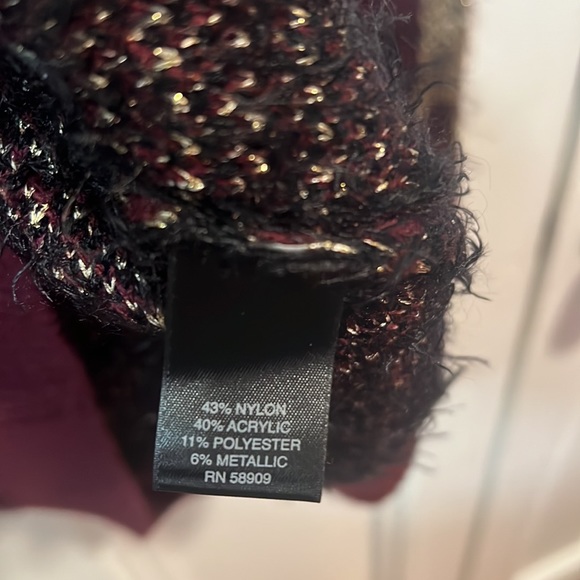 43% NYLON
40% ACRYLIC
11% POLYESTER
6% METALLIC
RN 58909